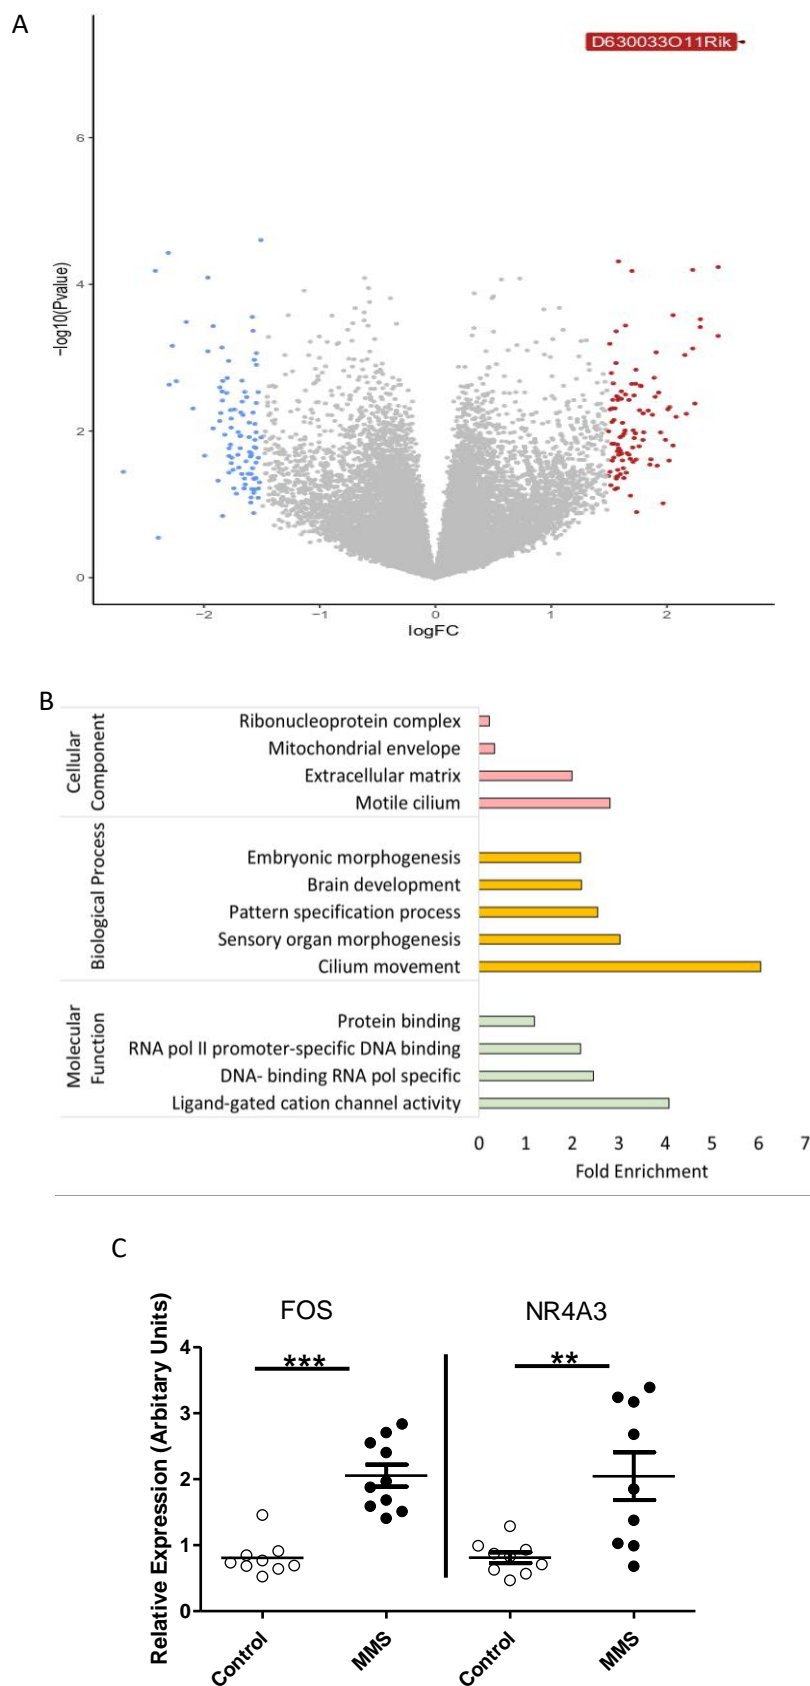 A
D630033O11Rik
6
4
2
0
-log10(Pvalue)
-2 -1 0 1 2
logFC
B
Cellular
Component
Ribonucleoprotein complex
Mitochondrial envelope
Extracellular matrix
Motile cilium
Biological Process
Embryonic morphogenesis
Brain development
Pattern specification process
Sensory organ morphogenesis
Cilium movement
Molecular
Function
Protein binding
RNA pol II promoter-specific DNA binding
DNA- binding RNA pol specific
Ligand-gated cation channel activity
0 1 2 3 4 5 6 7
Fold Enrichment
C
Relative Expression (Arbitary Units)
FOS NR4A3
*** **
4
3
2
1
0
Control MMS Control MMS